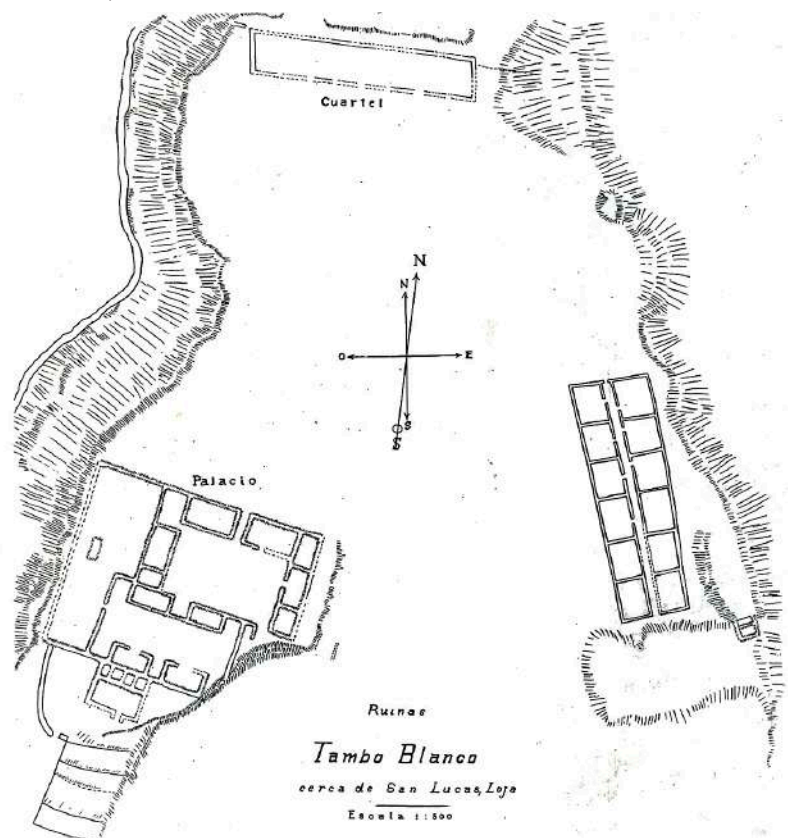 Cuartel
N
N
O E
S
S
Palacio
Ruinas
Tambo Blanco
cerca de San Lucas, Loja
Escala 1:500